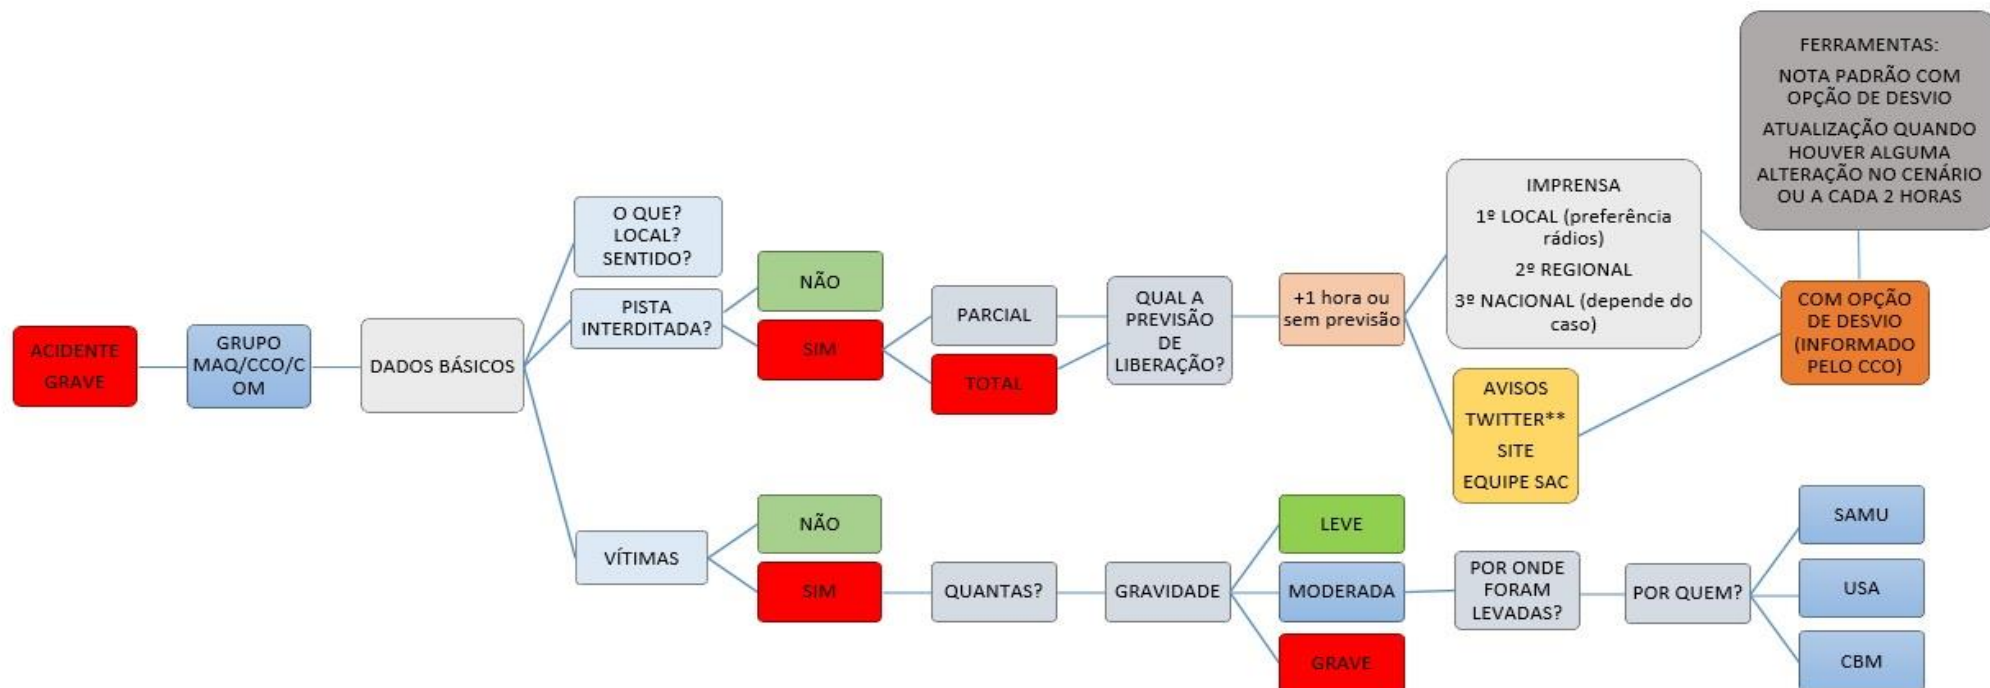 ACIDENTE
GRAVE
GRUPO
MAQ/CCO/C
OM
DADOS BÁSICOS
O QUE?
LOCAL?
SENTIDO?
PISTA
INTERDITADA?
NÃO
SIM
PARCIAL
TOTAL
QUAL A
PREVISÃO
DE
LIBERAÇÃO?
+1 hora ou
sem previsão
IMPRENSA
1º LOCAL (preferência
rádios)
2º REGIONAL
3º NACIONAL (depende do
caso)
AVISOS
TWITTER**
SITE
EQUIPE SAC
COM OPÇÃO
DE DESVIO
(INFORMADO
PELO CCO)
FERRAMENTAS:
NOTA PADRÃO COM
OPÇÃO DE DESVIO
ATUALIZAÇÃO QUANDO
HOUVER ALGUMA
ALTERAÇÃO NO CENÁRIO
OU A CADA 2 HORAS
VÍTIMAS
NÃO
SIM
QUANTAS?
GRAVIDADE
LEVE
MODERADA
GRAVE
POR ONDE
FORAM
LEVADAS?
POR QUEM?
SAMU
USA
CBM